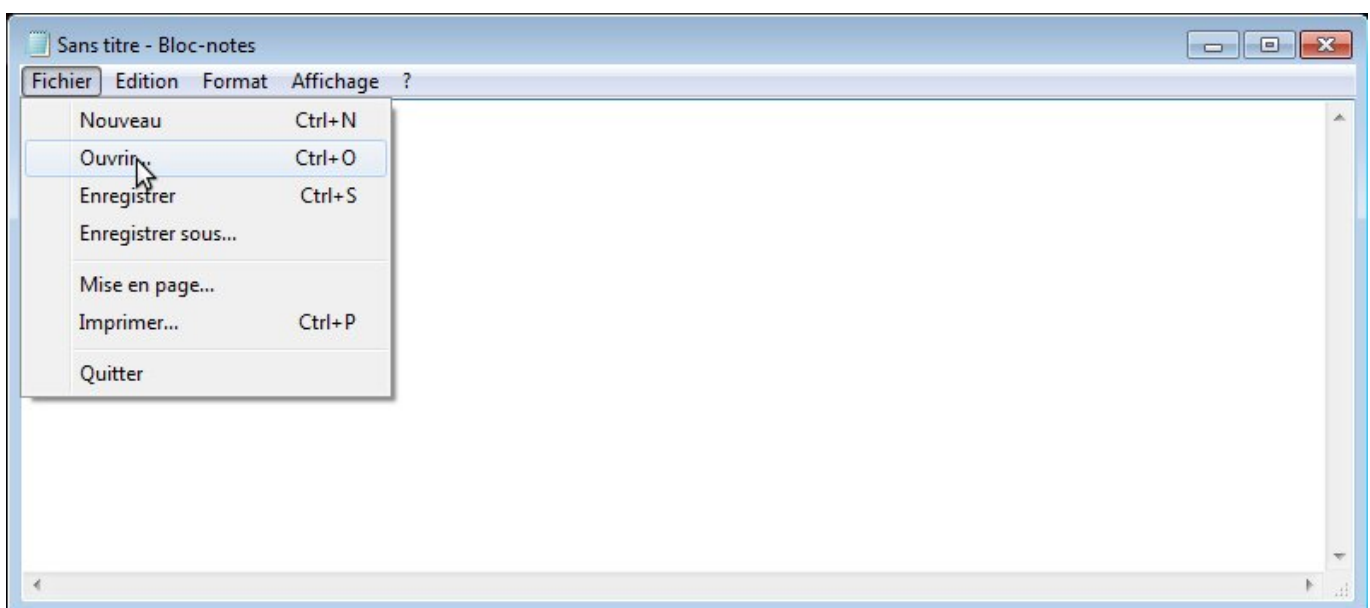 Sans titre - Bloc-notes
Fichier Edition Format Affichage ?
Nouveau Ctrl+N
Ouvrir... Ctrl+O
Enregistrer Ctrl+S
Enregistrer sous...
Mise en page...
Imprimer... Ctrl+P
Quitter